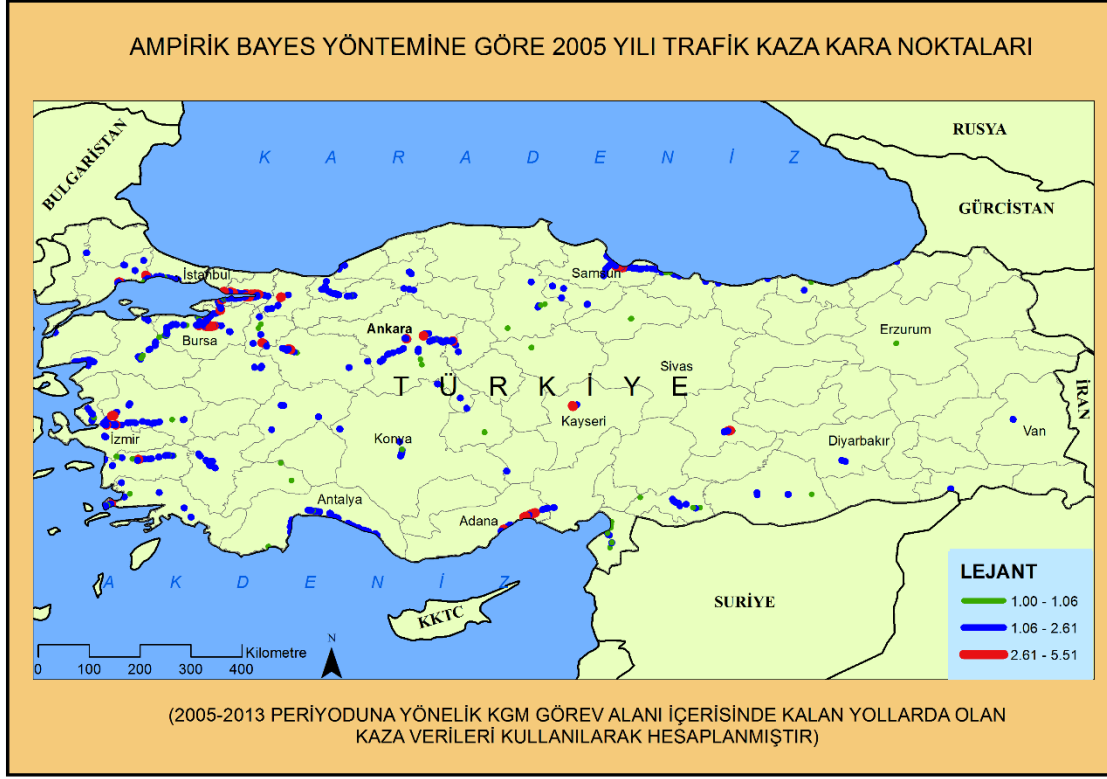 AMPİRİK BAYES YÖNTEMİNE GÖRE 2005 YILI TRAFİK KAZA KARA NOKTALARI
BULGARİSTAN
RUSYA
K A R A D E N İ Z
GÜRCİSTAN
İstanbul
Samsun
Ankara
Bursa
Erzurum
Sivas
T Ü R K İ Y E
İRAN
Kayseri
İzmir
Konya
Diyarbakır
Van
Antalya
Adana
A K D E N İ Z
KKTC
SURİYE
LEJANT
1.00 - 1.06
1.06 - 2.61
2.61 - 5.51
N
Kilometre
0 100 200 300 400
(2005-2013 PERİYODUNA YÖNELİK KGM GÖREV ALANI İÇERİSİNDE KALAN YOLLARDA OLAN
KAZA VERİLERİ KULLANILARAK HESAPLANMIŞTIR)